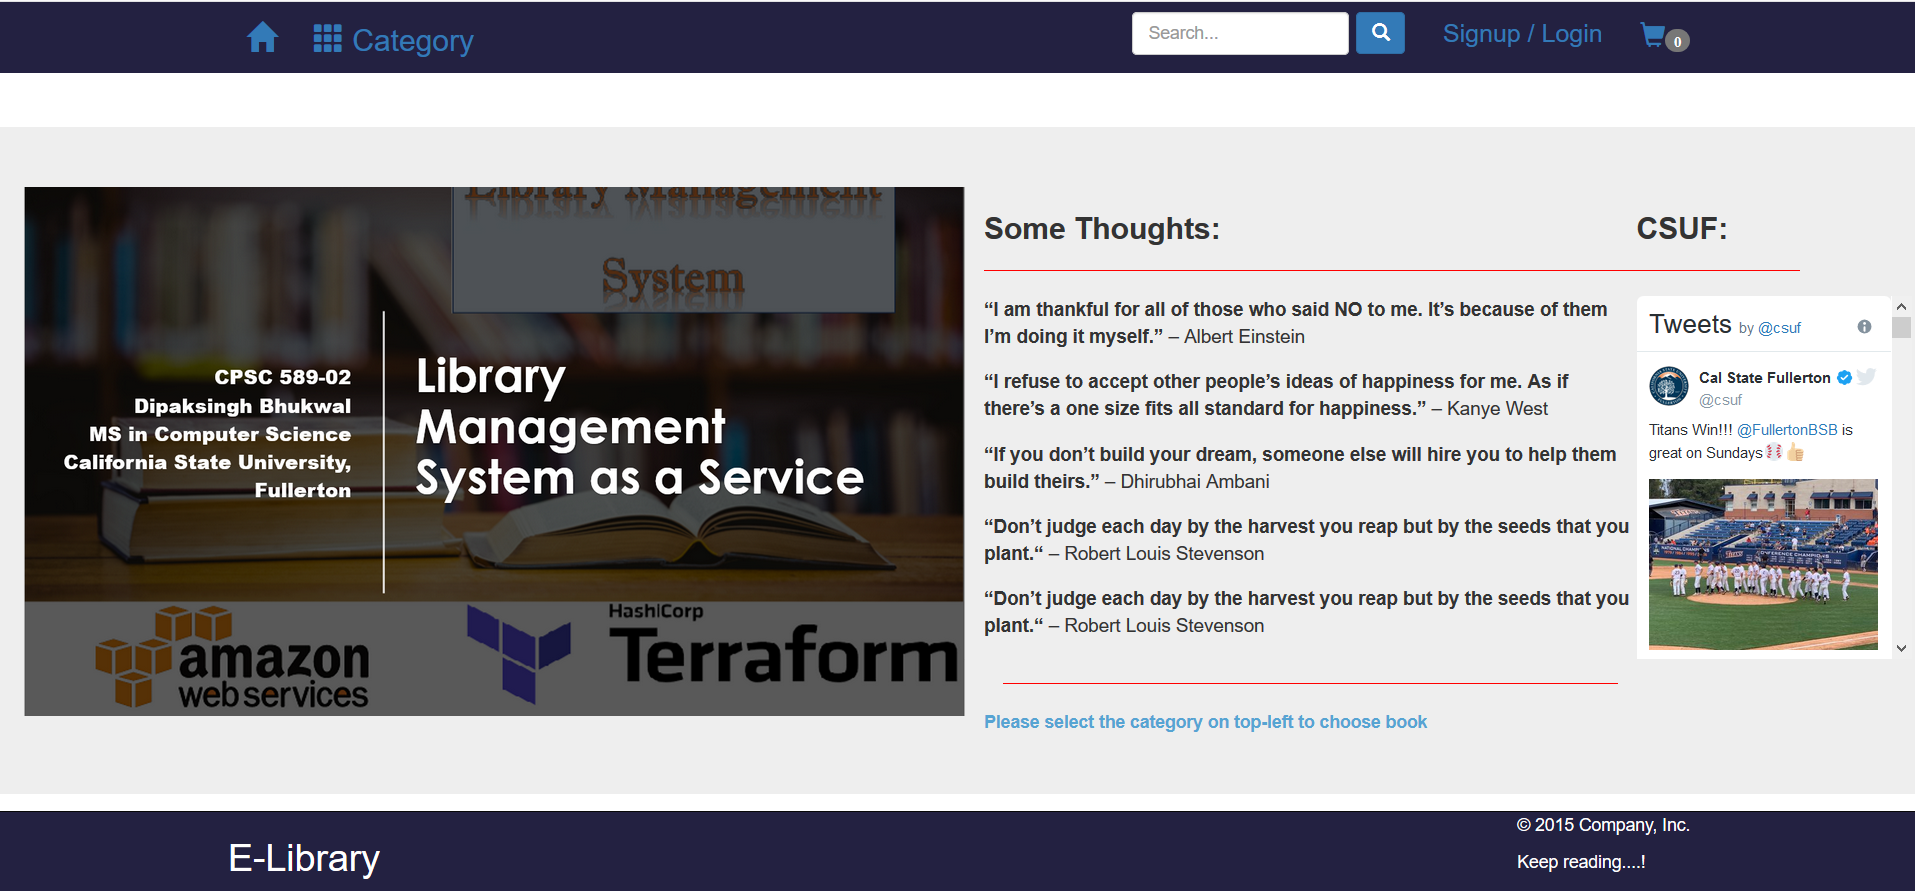 Category
Search...
Signup / Login
0
Library Management
System
CPSC 589-02
Dipaksingh Bhukwal
MS in Computer Science
California State University,
Fullerton
Library
Management
System as a Service
amazon
web services
HashiCorp
Terraform
Some Thoughts:
“I am thankful for all of those who said NO to me. It’s because of them
I’m doing it myself.” – Albert Einstein
“I refuse to accept other people’s ideas of happiness for me. As if
there’s a one size fits all standard for happiness.” – Kanye West
“If you don’t build your dream, someone else will hire you to help them
build theirs.” – Dhirubhai Ambani
“Don’t judge each day by the harvest you reap but by the seeds that you
plant.“ – Robert Louis Stevenson
“Don’t judge each day by the harvest you reap but by the seeds that you
plant.“ – Robert Louis Stevenson
Please select the category on top-left to choose book
CSUF:
Tweets by @csuf
Cal State Fullerton
@csuf
Titans Win!!! @FullertonBSB is
great on Sundays
E-Library
© 2015 Company, Inc.
Keep reading....!